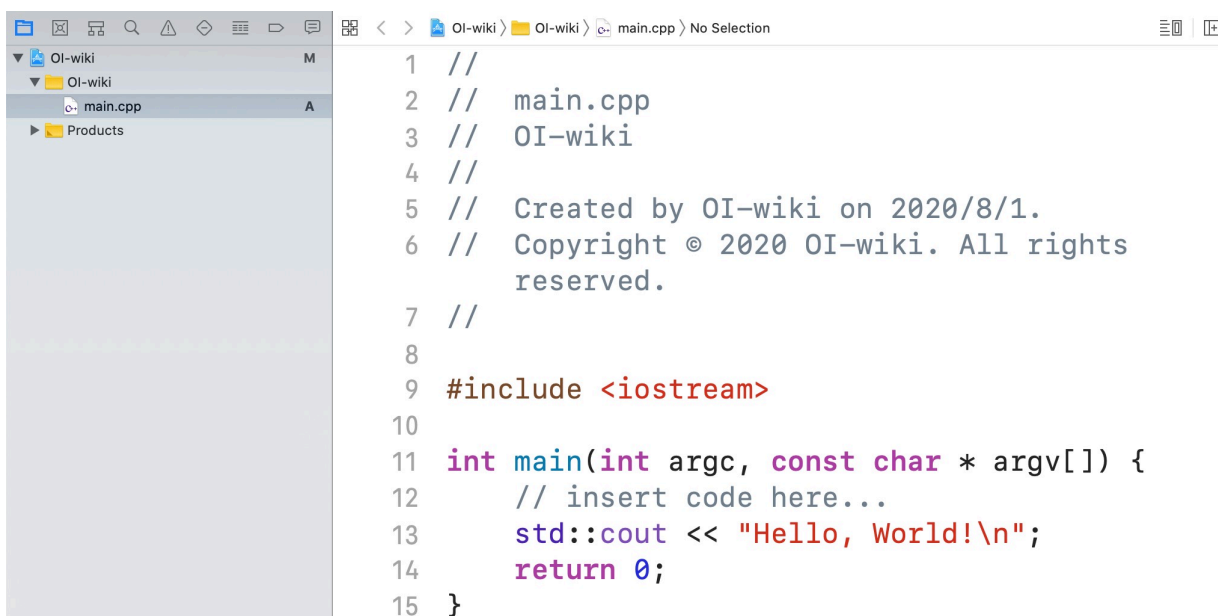 OI-wiki 〉 OI-wiki 〉 main.cpp 〉 No Selection
OI-wiki M
OI-wiki
main.cpp A
Products
1 //
2 //  main.cpp
3 //  OI-wiki
4 //
5 //  Created by OI-wiki on 2020/8/1.
6 //  Copyright © 2020 OI-wiki. All rights
reserved.
7 //
8
9 #include <iostream>
10
11 int main(int argc, const char * argv[]) {
12     // insert code here...
13     std::cout << "Hello, World!\n";
14     return 0;
15 }